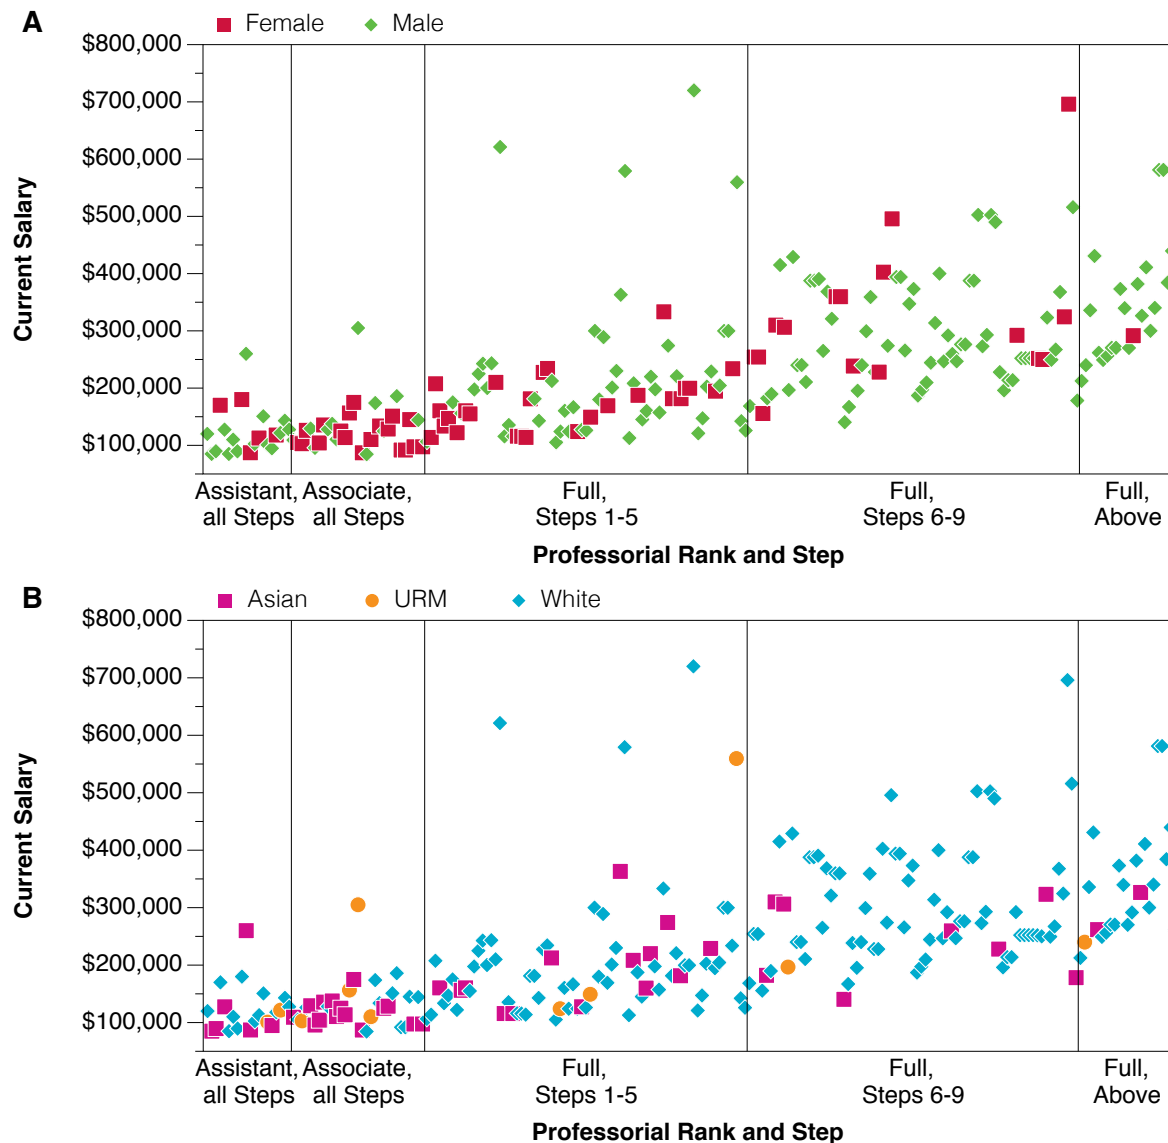 A
Female
Male
$800,000
$700,000
$600,000
$500,000
$400,000
$300,000
$200,000
$100,000
Current Salary
Assistant, all Steps
Associate, all Steps
Full, Steps 1-5
Full, Steps 6-9
Full, Above
Professorial Rank and Step
B
Asian
URM
White
$800,000
$700,000
$600,000
$500,000
$400,000
$300,000
$200,000
$100,000
Current Salary
Assistant, all Steps
Associate, all Steps
Full, Steps 1-5
Full, Steps 6-9
Full, Above
Professorial Rank and Step